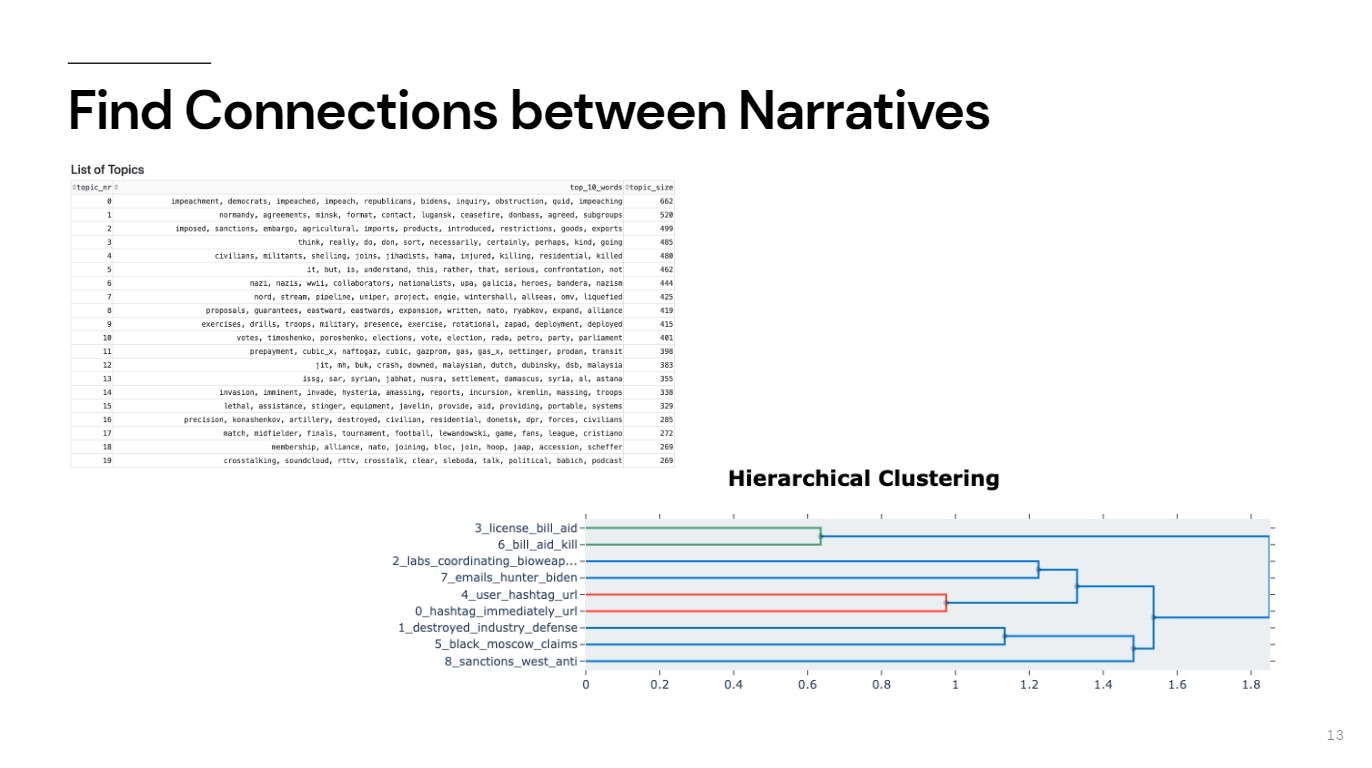 Find Connections between Narratives
List of Topics
topic_nr top_10_words topic_size
0 impeachment, democrats, impeached, impeach, republicans, bidens, inquiry, obstruction, quid, impeaching 662
1 normandy, agreements, minsk, format, contact, lugansk, ceasefire, donbass, agreed, subgroups 520
2 imposed, sanctions, embargo, agricultural, imports, products, introduced, restrictions, goods, exports 499
3 think, really, do, don, sort, necessarily, certainly, perhaps, kind, going 485
4 civilians, militants, shelling, joins, jihadists, hama, injured, killing, residential, killed 480
5 it, but, is, understand, this, rather, that, serious, confrontation, not 462
6 nazi, nazis, wwii, collaborators, nationalists, upa, galicia, heroes, bandera, nazism 444
7 nord, stream, pipeline, uniper, project, engie, wintershall, allseas, omv, liquefied 425
8 proposals, guarantees, eastward, eastwards, expansion, written, nato, ryabkov, expand, alliance 419
9 exercises, drills, troops, military, presence, exercise, rotational, zapad, deployment, deployed 415
10 votes, timoshenko, poroshenko, elections, vote, election, rada, petro, party, parliament 401
11 prepayment, cubic_x, naftogaz, cubic, gazprom, gas, gas_x, oettinger, prodan, transit 398
12 jit, mh, buk, crash, downed, malaysian, dutch, dubinsky, dsb, malaysia 383
13 issg, sar, syrian, jabhat, nusra, settlement, damascus, syria, al, astana 355
14 invasion, imminent, invade, hysteria, amassing, reports, incursion, kremlin, massing, troops 338
15 lethal, assistance, stinger, equipment, javelin, provide, aid, providing, portable, systems 329
16 precision, konashenkov, artillery, destroyed, civilian, residential, donetsk, dpr, forces, civilians 285
17 match, midfielder, finals, tournament, football, lewandowski, game, fans, league, cristiano 272
18 membership, alliance, nato, joining, bloc, join, hoop, jaap, accession, scheffer 269
19 crosstalking, soundcloud, rttv, crosstalk, clear, sleboda, talk, political, babich, podcast 269
Hierarchical Clustering
3_license_bill_aid
6_bill_aid_kill
2_labs_coordinating_bioweap...
7_emails_hunter_biden
4_user_hashtag_url
0_hashtag_immediately_url
1_destroyed_industry_defense
5_black_moscow_claims
8_sanctions_west_anti
0 0.2 0.4 0.6 0.8 1 1.2 1.4 1.6 1.8
13